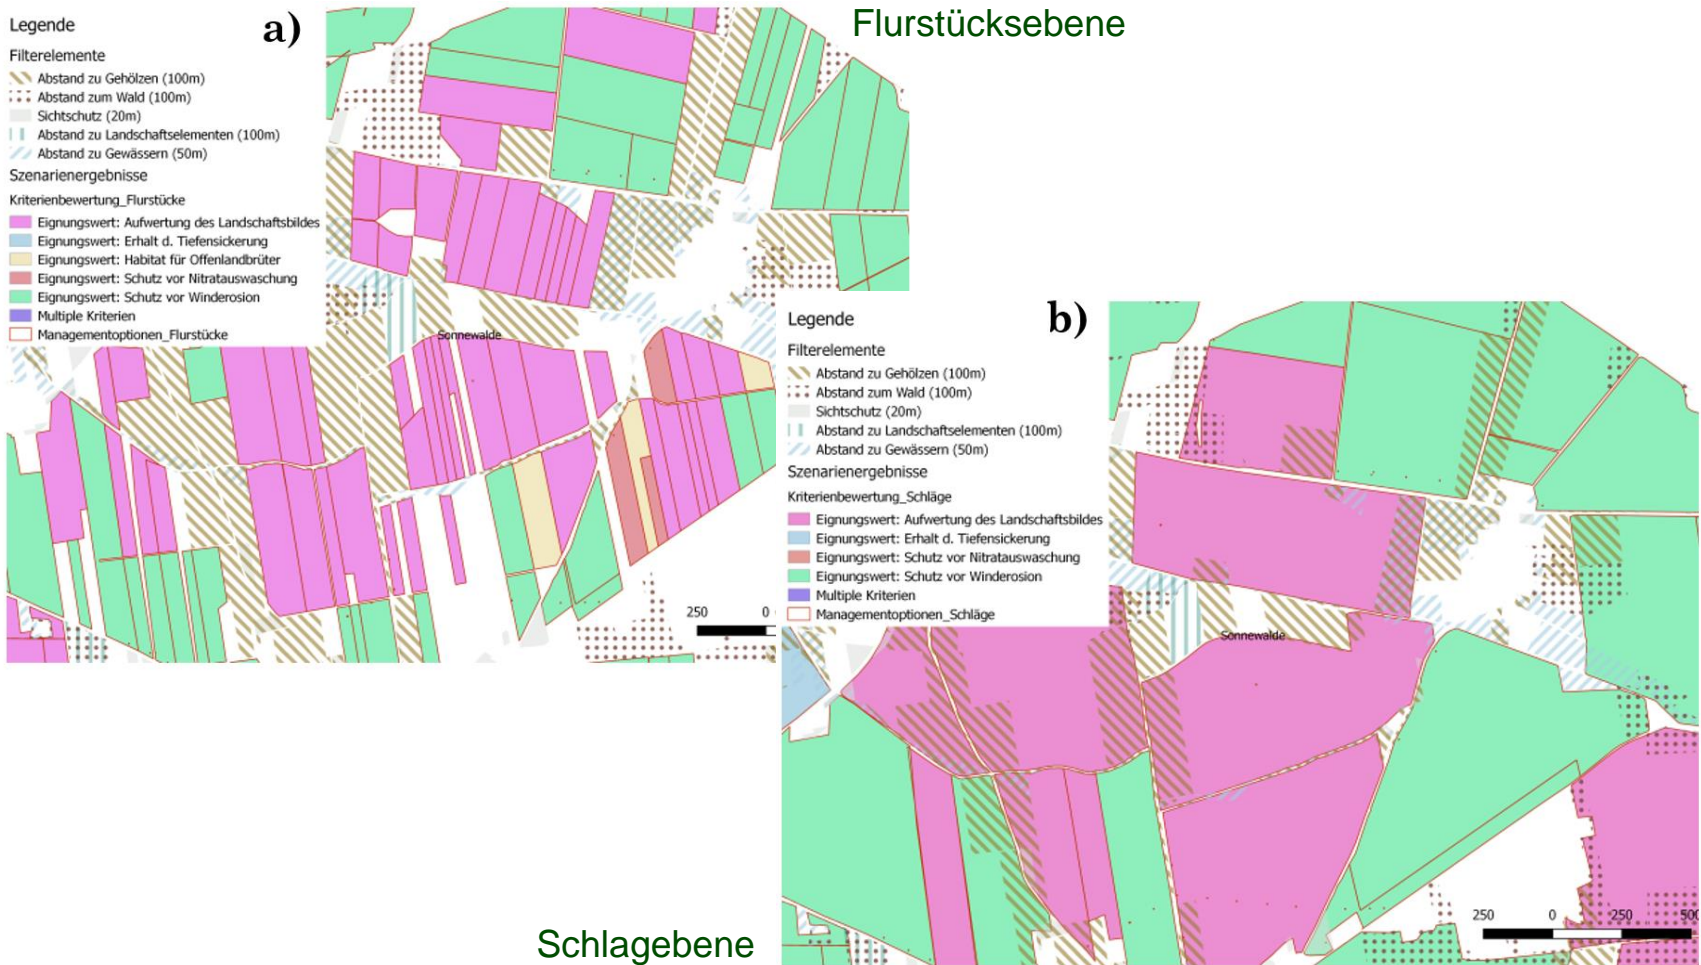 Flurstücksebene
a)
Legende
Filterelemente
Abstand zu Gehölzen (100m)
Abstand zum Wald (100m)
Sichtschutz (20m)
Abstand zu Landschaftselementen (100m)
Abstand zu Gewässern (50m)
Szenarienergebnisse
Kriterienbewertung_Flurstücke
Eignungswert: Aufwertung des Landschaftsbildes
Eignungswert: Erhalt d. Tiefensickerung
Eignungswert: Habitat für Offenlandbrüter
Eignungswert: Schutz vor Nitratauswaschung
Eignungswert: Schutz vor Winderosion
Multiple Kriterien
Managementoptionen_Flurstücke
Sonnewalde
250 0
b)
Legende
Filterelemente
Abstand zu Gehölzen (100m)
Abstand zum Wald (100m)
Sichtschutz (20m)
Abstand zu Landschaftselementen (100m)
Abstand zu Gewässern (50m)
Szenarienergebnisse
Kriterienbewertung_Schläge
Eignungswert: Aufwertung des Landschaftsbildes
Eignungswert: Erhalt d. Tiefensickerung
Eignungswert: Schutz vor Nitratauswaschung
Eignungswert: Schutz vor Winderosion
Multiple Kriterien
Managementoptionen_Schläge
Sonnewalde
250 0 250 500
Schlagebene